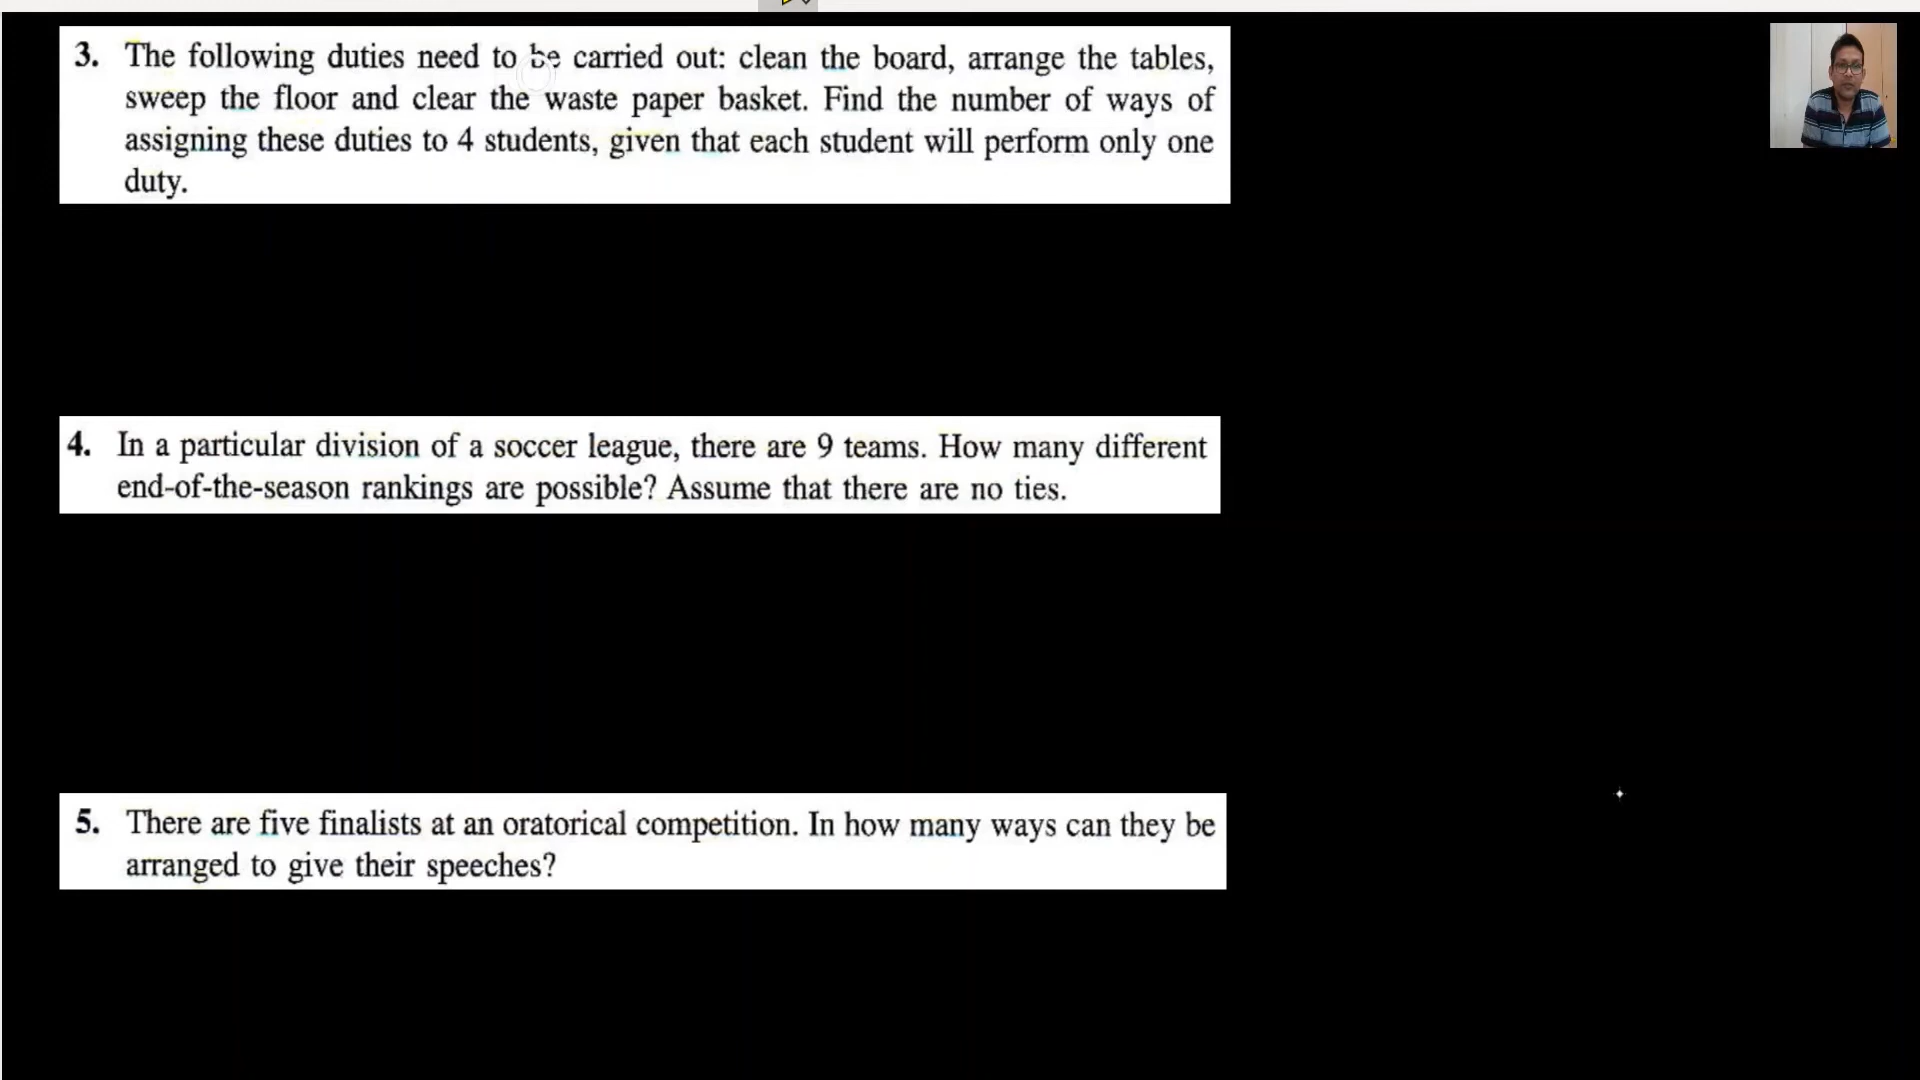 3. The following duties need to be carried out: clean the board, arrange the tables,
sweep the floor and clear the waste paper basket. Find the number of ways of
assigning these duties to 4 students, given that each student will perform only one
duty.
4. In a particular division of a soccer league, there are 9 teams. How many different
end-of-the-season rankings are possible? Assume that there are no ties.
5. There are five finalists at an oratorical competition. In how many ways can they be
arranged to give their speeches?